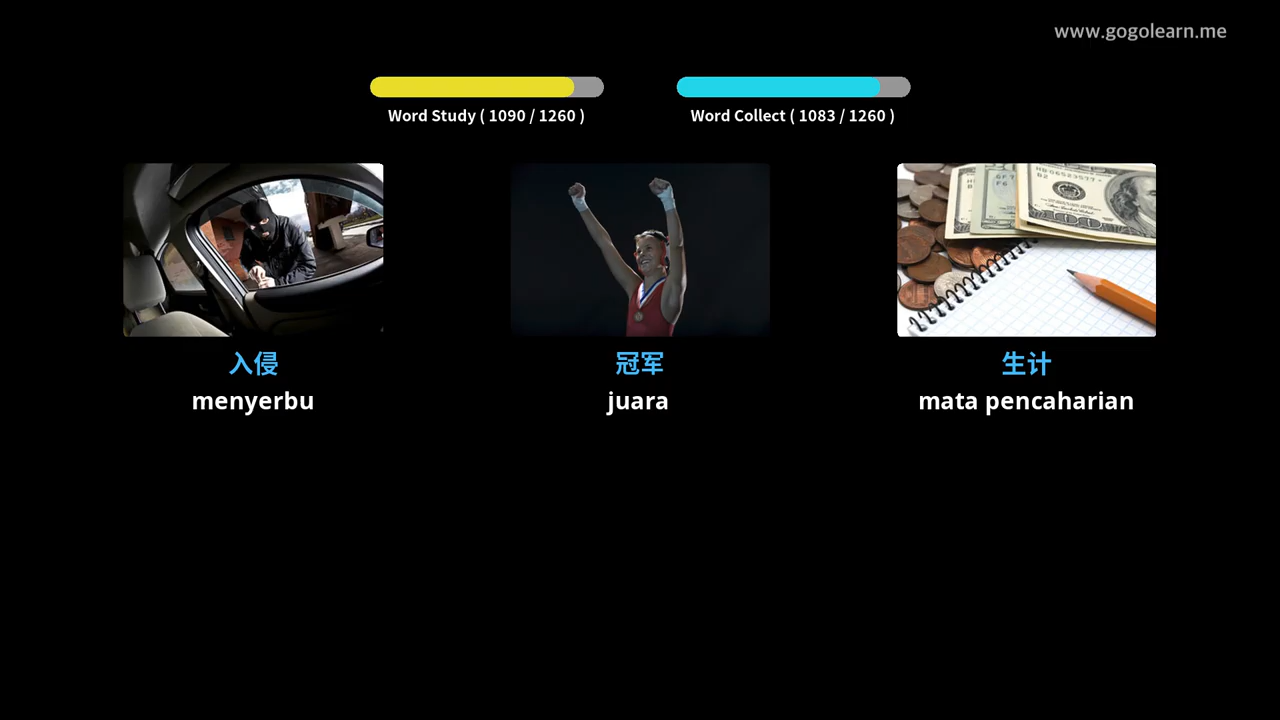 www.gogolearn.me
Word Study ( 1090 / 1260 )
Word Collect ( 1083 / 1260 )
入侵
menyerbu
冠军
juara
生计
mata pencaharian